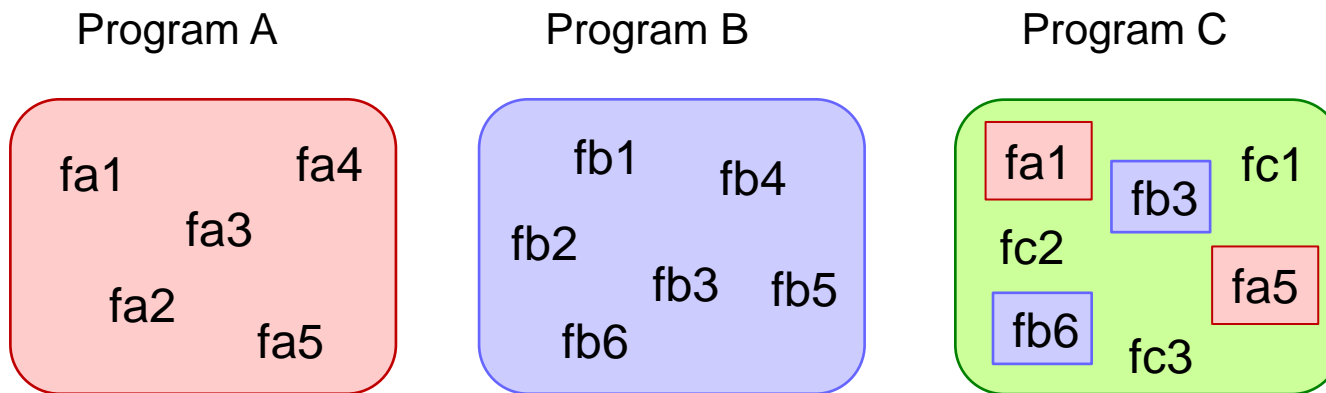 Program A
Program B
Program C
fa1
fa4
fa3
fa2
fa5
fb1
fb4
fb2
fb3
fb5
fb6
fa1
fc1
fb3
fc2
fa5
fb6
fc3